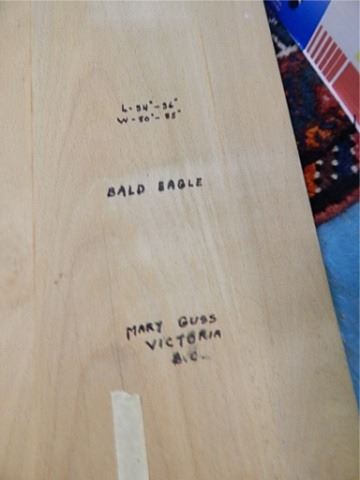 L - 34" - 36"
W - 80" - 85"
BALD EAGLE
MARY GUSS
VICTORIA
B.C.